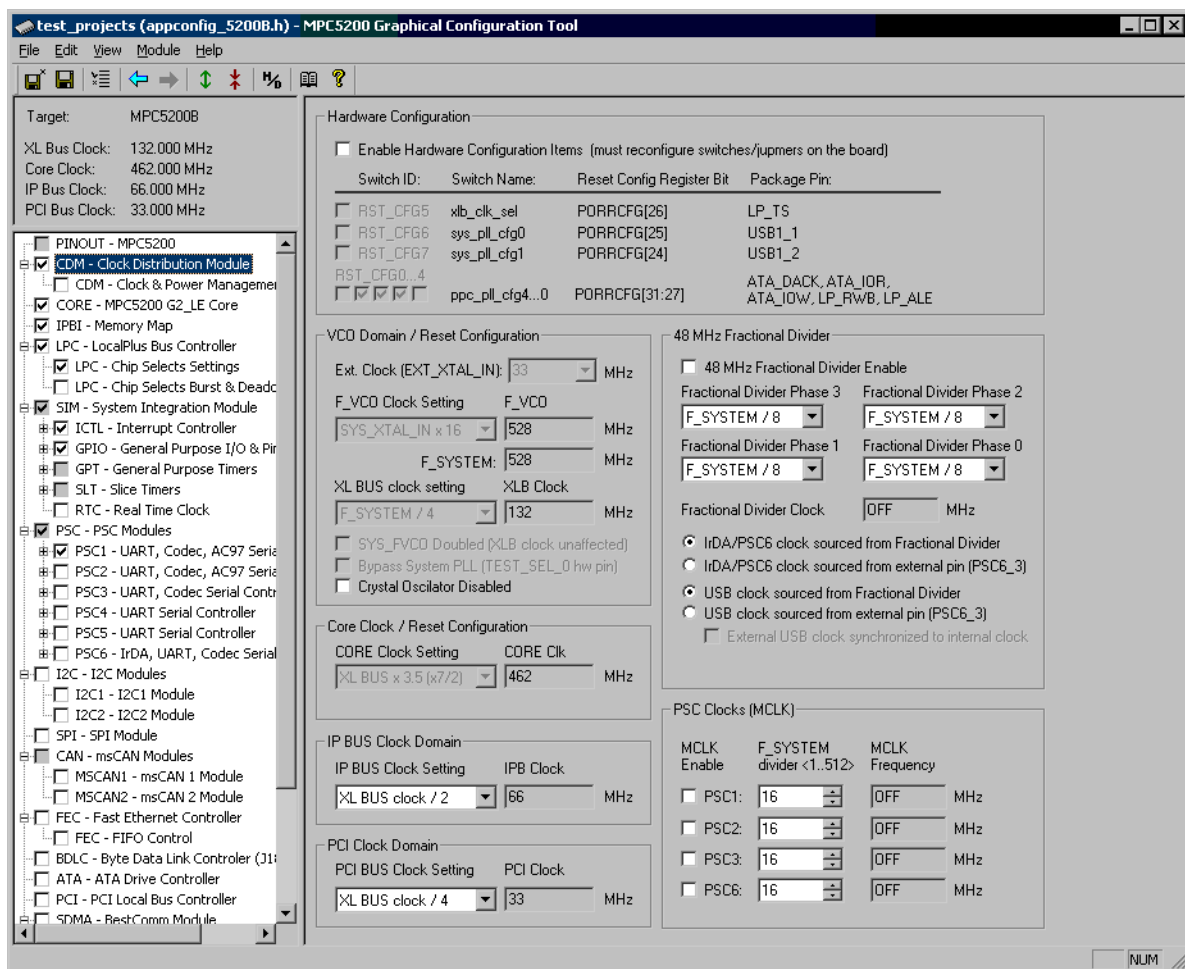 test_projects (appconfig_5200B.h) - MPC5200 Graphical Configuration Tool
File Edit View Module Help
Target: MPC5200B
XL Bus Clock: 132.000 MHz
Core Clock: 462.000 MHz
IP Bus Clock: 66.000 MHz
PCI Bus Clock: 33.000 MHz
PINOUT - MPC5200
CDM - Clock Distribution Module
CDM - Clock & Power Managemer
CORE - MPC5200 G2_LE Core
IPBI - Memory Map
LPC - LocalPlus Bus Controller
LPC - Chip Selects Settings
LPC - Chip Selects Burst & Deadc
SIM - System Integration Module
ICTL - Interrupt Controller
GPIO - General Purpose I/O & Pir
GPT - General Purpose Timers
SLT - Slice Timers
RTC - Real Time Clock
PSC - PSC Modules
PSC1 - UART, Codec, AC97 Seria
PSC2 - UART, Codec, AC97 Seria
PSC3 - UART, Codec Serial Contr
PSC4 - UART Serial Controller
PSC5 - UART Serial Controller
PSC6 - IrDA, UART, Codec Serial
I2C - I2C Modules
I2C1 - I2C1 Module
I2C2 - I2C2 Module
SPI - SPI Module
CAN - msCAN Modules
MSCAN1 - msCAN 1 Module
MSCAN2 - msCAN 2 Module
FEC - Fast Ethernet Controller
FEC - FIFO Control
BDLC - Byte Data Link Controler (J18
ATA - ATA Drive Controller
PCI - PCI Local Bus Controller
SDMA - BestComm Module
Hardware Configuration
Enable Hardware Configuration Items (must reconfigure switches/jupmers on the board)
Switch ID: Switch Name: Reset Config Register Bit Package Pin:
RST_CFG5 xlb_clk_sel PORRCFG[26] LP_TS
RST_CFG6 sys_pll_cfg0 PORRCFG[25] USB1_1
RST_CFG7 sys_pll_cfg1 PORRCFG[24] USB1_2
RST_CFG0...4
ppc_pll_cfg4...0 PORRCFG[31:27] ATA_DACK, ATA_IOR,
ATA_IOW, LP_RWB, LP_ALE
VCO Domain / Reset Configuration
Ext. Clock (EXT_XTAL_IN): 33 MHz
F_VCO Clock Setting F_VCO
SYS_XTAL_IN x 16 528 MHz
F_SYSTEM: 528 MHz
XL BUS clock setting XLB Clock
F_SYSTEM / 4 132 MHz
SYS_FVCO Doubled (XLB clock unaffected)
Bypass System PLL (TEST_SEL_0 hw pin)
Crystal Oscilator Disabled
Core Clock / Reset Configuration
CORE Clock Setting CORE Clk
XL BUS x 3.5 (x7/2) 462 MHz
IP BUS Clock Domain
IP BUS Clock Setting IPB Clock
XL BUS clock / 2 66 MHz
PCI Clock Domain
PCI BUS Clock Setting PCI Clock
XL BUS clock / 4 33 MHz
48 MHz Fractional Divider
48 MHz Fractional Divider Enable
Fractional Divider Phase 3 Fractional Divider Phase 2
F_SYSTEM / 8 F_SYSTEM / 8
Fractional Divider Phase 1 Fractional Divider Phase 0
F_SYSTEM / 8 F_SYSTEM / 8
Fractional Divider Clock OFF MHz
IrDA/PSC6 clock sourced from Fractional Divider
IrDA/PSC6 clock sourced from external pin (PSC6_3)
USB clock sourced from Fractional Divider
USB clock sourced from external pin (PSC6_3)
External USB clock synchronized to internal clock
PSC Clocks (MCLK)
MCLK F_SYSTEM MCLK
Enable divider <1..512> Frequency
PSC1: 16 OFF MHz
PSC2: 16 OFF MHz
PSC3: 16 OFF MHz
PSC6: 16 OFF MHz
NUM